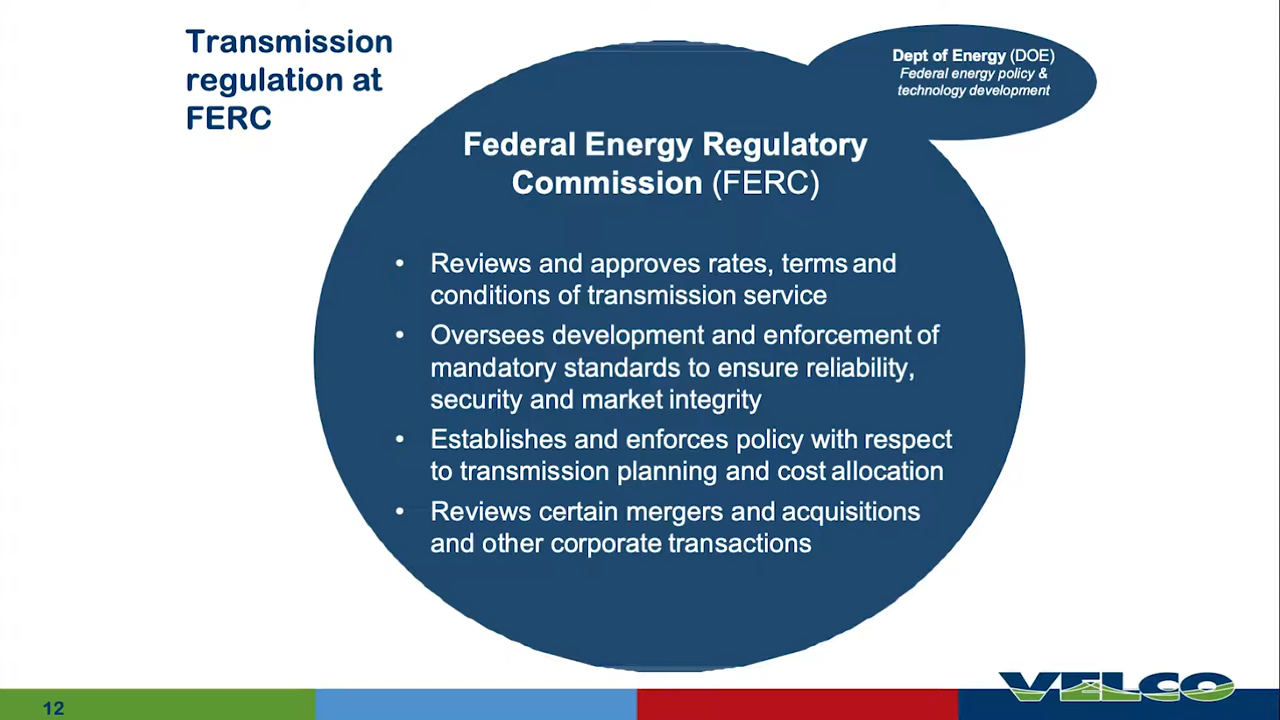 Transmission
regulation at
FERC
Dept of Energy (DOE)
Federal energy policy &
technology development
Federal Energy Regulatory
Commission (FERC)
• Reviews and approves rates, terms and
conditions of transmission service
• Oversees development and enforcement of
mandatory standards to ensure reliability,
security and market integrity
• Establishes and enforces policy with respect
to transmission planning and cost allocation
• Reviews certain mergers and acquisitions
and other corporate transactions
12
VELCO